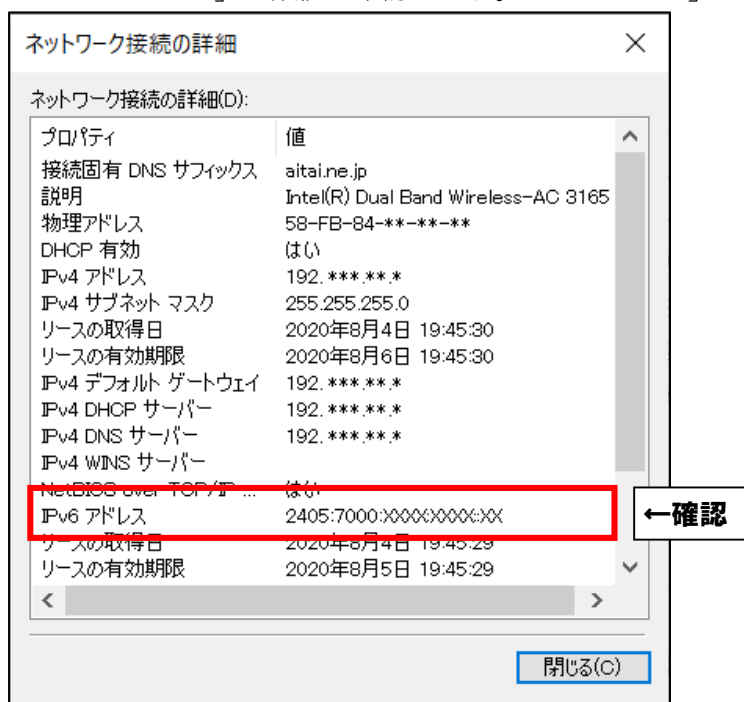 ネットワーク接続の詳細
ネットワーク接続の詳細(D):
プロパティ 値
接続固有 DNS サフィックス aitai.ne.jp
説明 Intel(R) Dual Band Wireless-AC 3165
物理アドレス 58-FB-84-**-**-**
DHCP 有効 はい
IPv4 アドレス 192.***.**.*
IPv4 サブネット マスク 255.255.255.0
リースの取得日 2020年8月4日 19:45:30
リースの有効期限 2020年8月6日 19:45:30
IPv4 デフォルト ゲートウェイ 192.***.**.*
IPv4 DHCP サーバー 192.***.**.*
IPv4 DNS サーバー 192.***.**.*
IPv4 WINS サーバー
NetBIOS over TCP/IP ... はい
IPv6 アドレス 2405:7000:XXXX:XXXX::XX
←確認
リースの取得日 2020年8月4日 19:45:29
リースの有効期限 2020年8月5日 19:45:29
閉じる(C)